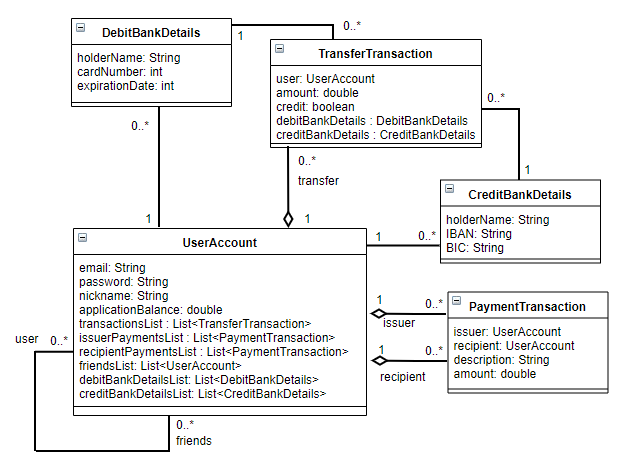 DebitBankDetails
holderName: String
cardNumber: int
expirationDate: int
1
0..*
TransferTransaction
user: UserAccount
amount: double
credit: boolean
debitBankDetails : DebitBankDetails
creditBankDetails : CreditBankDetails
0..*
0..*
0..*
transfer
1
CreditBankDetails
holderName: String
IBAN: String
BIC: String
1
1
1
0..*
UserAccount
email: String
password: String
nickname: String
applicationBalance: double
transactionsList : List<TransferTransaction>
issuerPaymentsList : List<PaymentTransaction>
recipientPaymentsList : List<PaymentTransaction>
friendsList: List<UserAccount>
debitBankDetailsList: List<DebitBankDetails>
creditBankDetailsList: List<CreditBankDetails>
1
0..*
issuer
1
0..*
recipient
PaymentTransaction
issuer: UserAccount
recipient: UserAccount
description: String
amount: double
user
0..*
0..*
friends